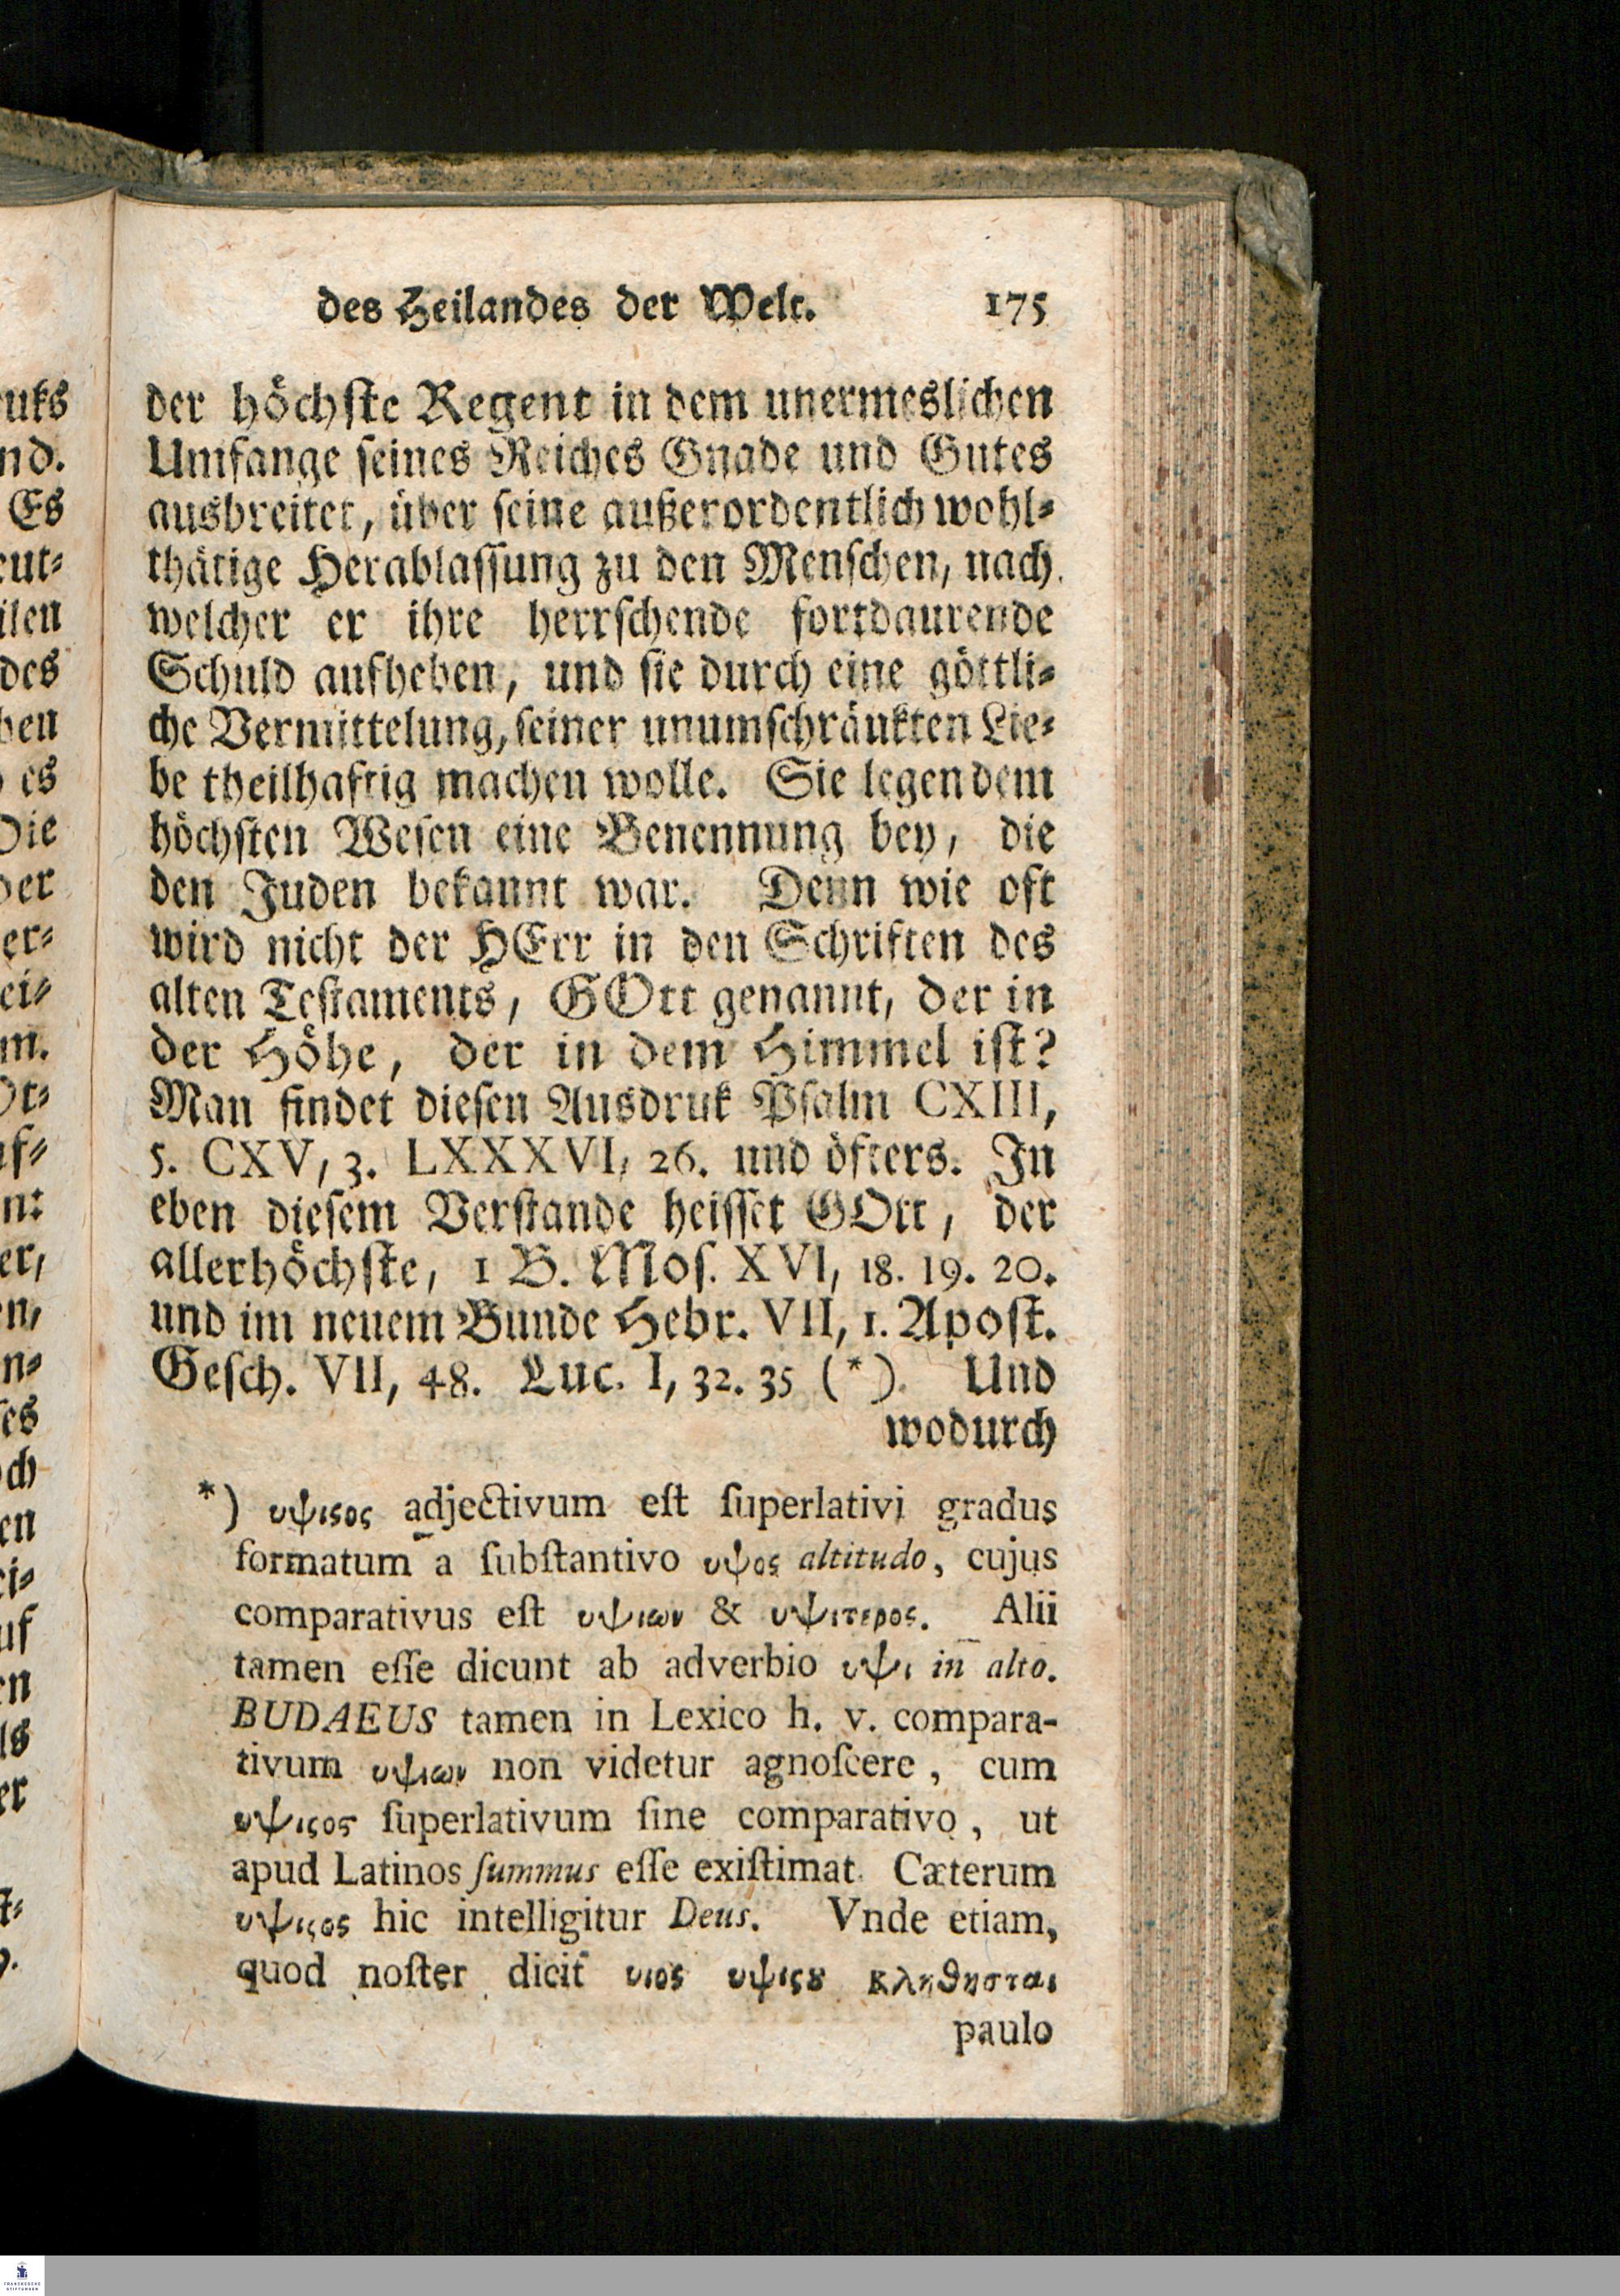 des Heilandes der Welt. 175
der höchste Regent in dem unermeslichen
Umfange seines Reiches Gnade und Gutes
ausbreitet, über seine außerordentlich wohl-
thätige Herablassung zu den Menschen, nach
welcher er ihre herrschende fortdaurende
Schuld aufheben, und sie durch eine göttli-
che Vermittelung, seiner unumschränkten Lie-
be theilhaftig machen wolle. Sie legen dem
höchsten Wesen eine Benennung bey, die
den Juden bekannt war. Denn wie oft
wird nicht der HErr in den Schriften des
alten Testaments, GOtt genannt, der in
der Höhe, der in dem Himmel ist?
Man findet diesen Ausdruk Psalm CXIII,
5. CXV, 3. LXXXVI, 26. und öfters. In
eben diesem Verstande heisset GOtt, der
allerhöchste, 1 B. Mos. XVI, 18. 19. 20.
und im neuem Bunde Hebr. VII, 1. Apost.
Gesch. VII, 48. Luc. I, 32. 35 (*). Und
wodurch
*) υψιςος adjectivum est superlativi gradus
formatum a substantivo υψος altitudo, cujus
comparativus est υψιων & υψιτερος. Alii
tamen esse dicunt ab adverbio υψι in alto.
BUDAEUS tamen in Lexico h. v. compara-
tivum υψιων non videtur agnoscere, cum
υψιςος superlativum sine comparativo, ut
apud Latinos summus esse existimat. Cæterum
υψιςος hic intelligitur Deus. Vnde etiam,
quod noster dicit υιος υψιςȣ κληθησται
paulo